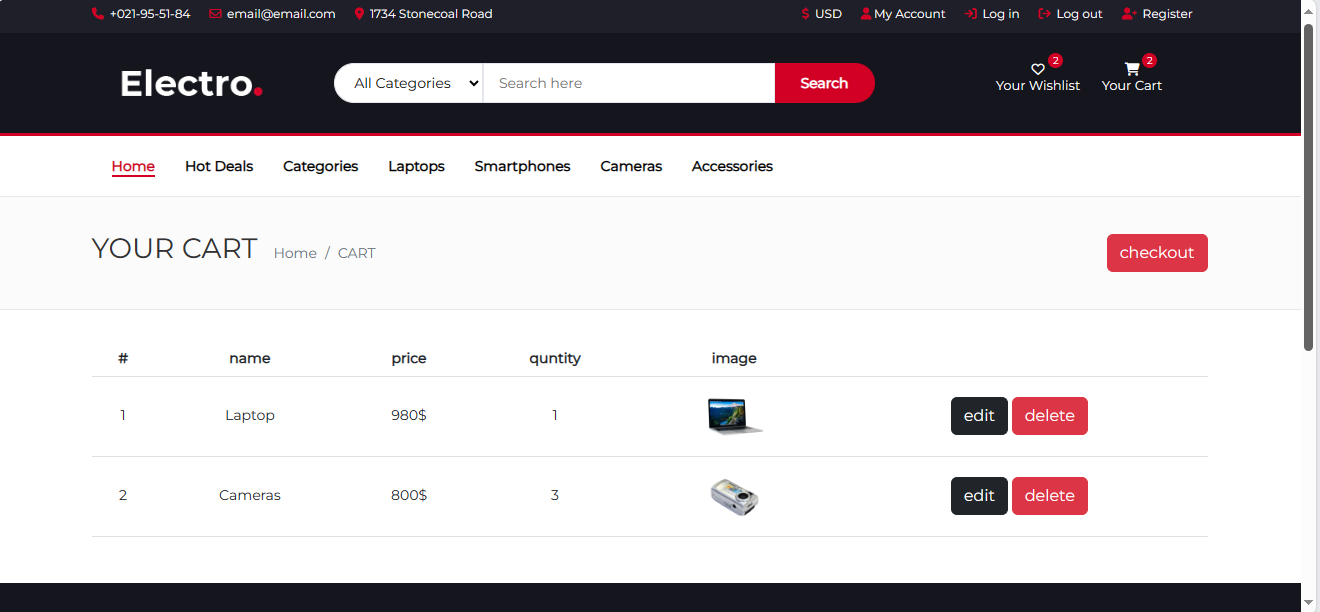 +021-95-51-84 email@email.com 1734 Stonecoal Road $ USD My Account Log in Log out Register
Electro. All Categories Search here Search 2 Your Wishlist 2 Your Cart
Home Hot Deals Categories Laptops Smartphones Cameras Accessories
YOUR CART Home / CART checkout
# name price quntity image
1 Laptop 980$ 1 edit delete
2 Cameras 800$ 3 edit delete